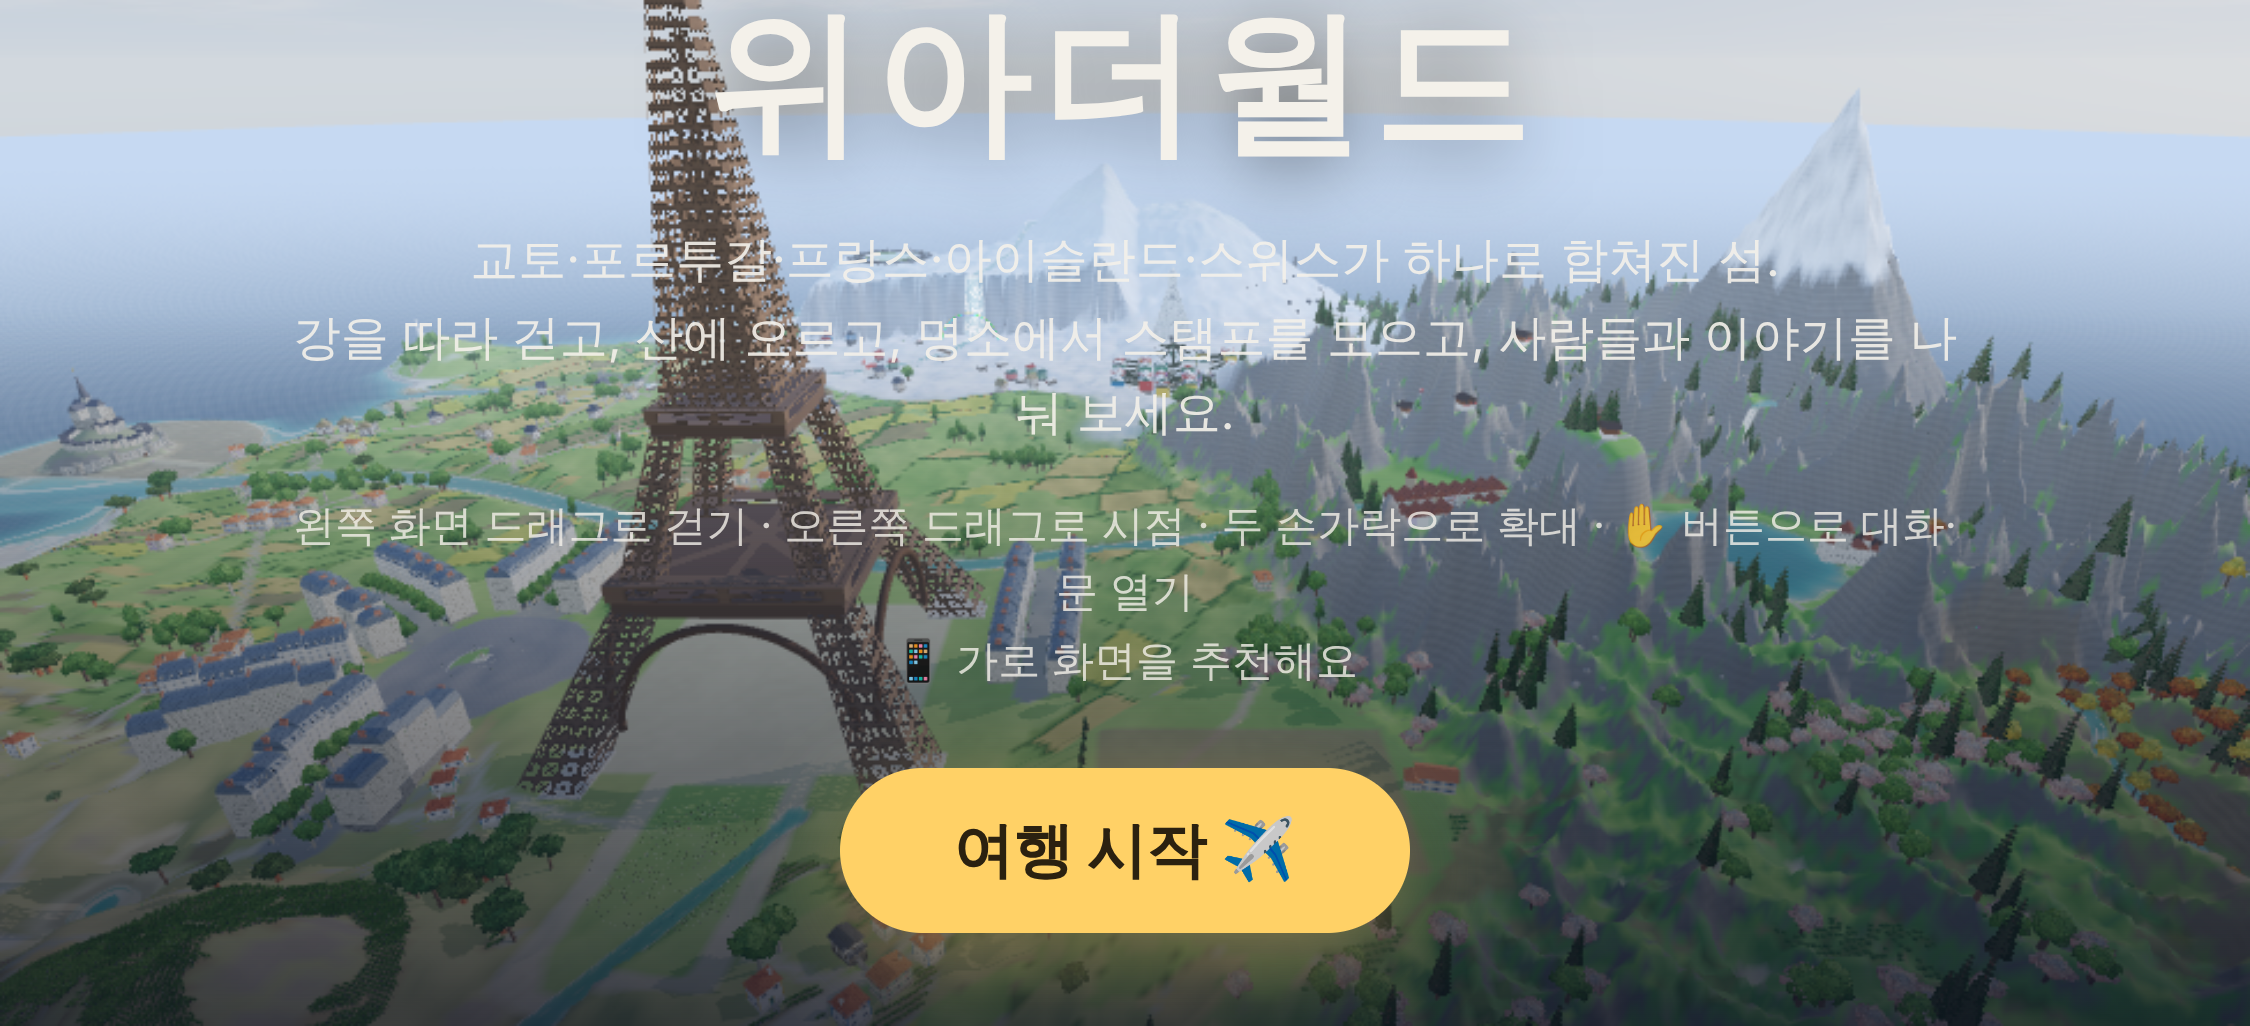 위아더월드
교토·포르투갈·프랑스·아이슬란드·스위스가 하나로 합쳐진 섬.
강을 따라 걷고, 산에 오르고, 명소에서 스탬프를 모으고, 사람들과 이야기를 나
눠 보세요.
왼쪽 화면 드래그로 걷기 · 오른쪽 드래그로 시점 · 두 손가락으로 확대 · ✋ 버튼으로 대화·
문 열기
📱 가로 화면을 추천해요
여행 시작 ✈️